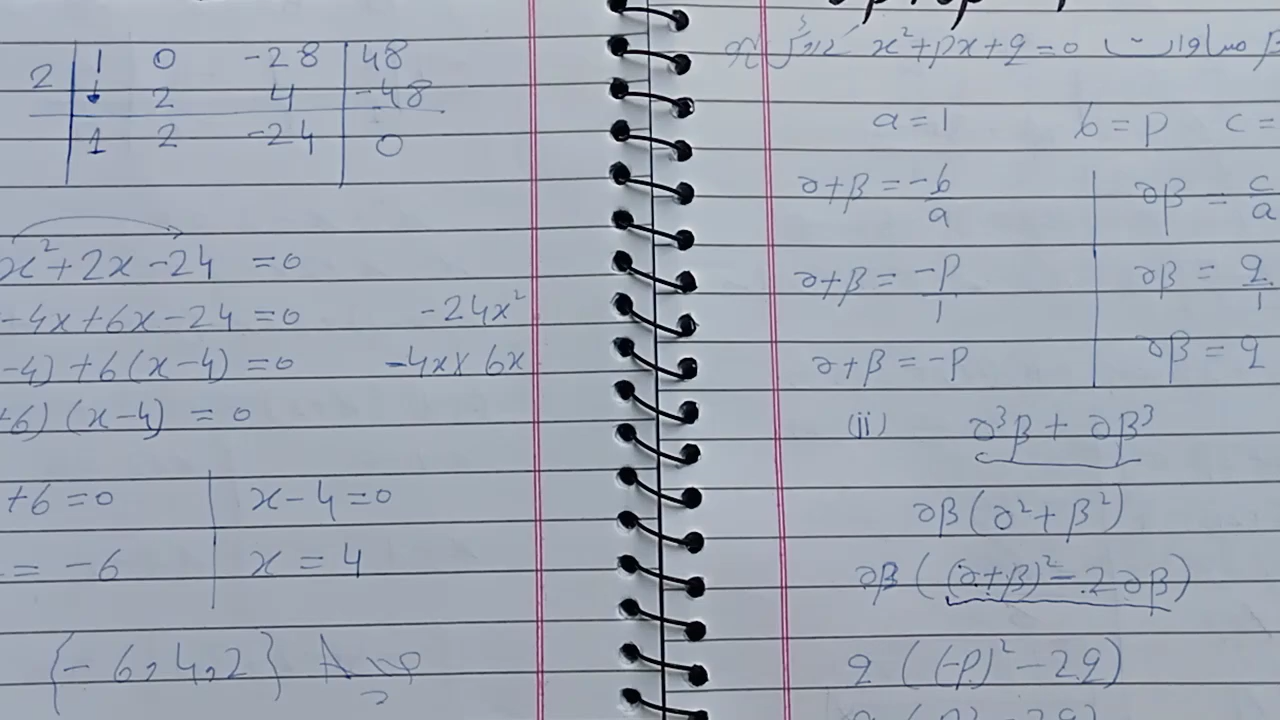 2 | 1 0 -28 | 48
2 4 | -48
1 2 -24 | 0
x² + 2x - 24 = 0
- 4x + 6x - 24 = 0 -24x²
-4) + 6(x - 4) = 0 -4x x 6x
+6) (x - 4) = 0
+6 = 0 | x - 4 = 0
= -6 | x = 4
{-6, 4, 2} Ans
x² + px + q = 0
a = 1 b = p c =
α+β = -b/a | αβ = c/a
α+β = -p/1 | αβ = q/1
α+β = -p | αβ = q
(ii) α³β + αβ³
αβ(α² + β²)
αβ((α+β)² - 2αβ)
q((-p)² - 2q)